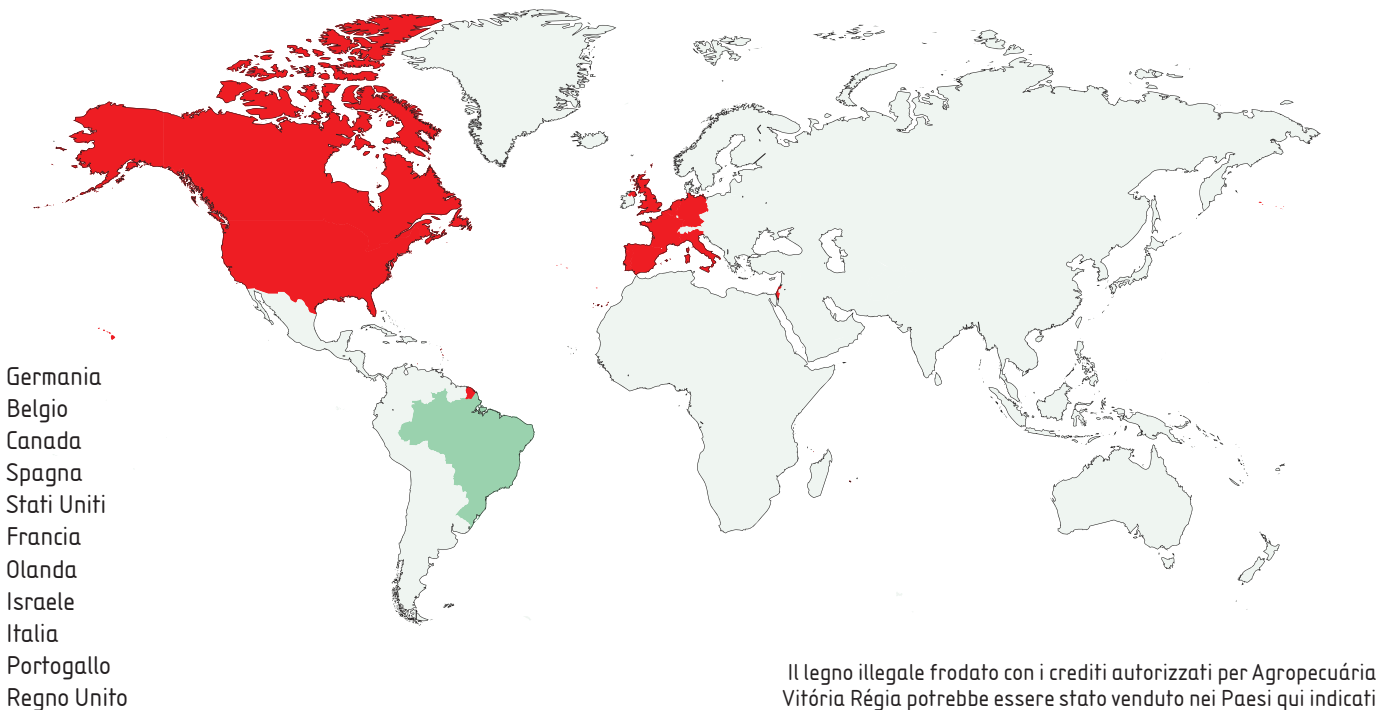 Germania
Belgio
Canada
Spagna
Stati Uniti
Francia
Olanda
Israele
Italia
Portogallo
Regno Unito
Il legno illegale frodato con i crediti autorizzati per Agropecuária
Vitória Régia potrebbe essere stato venduto nei Paesi qui indicati